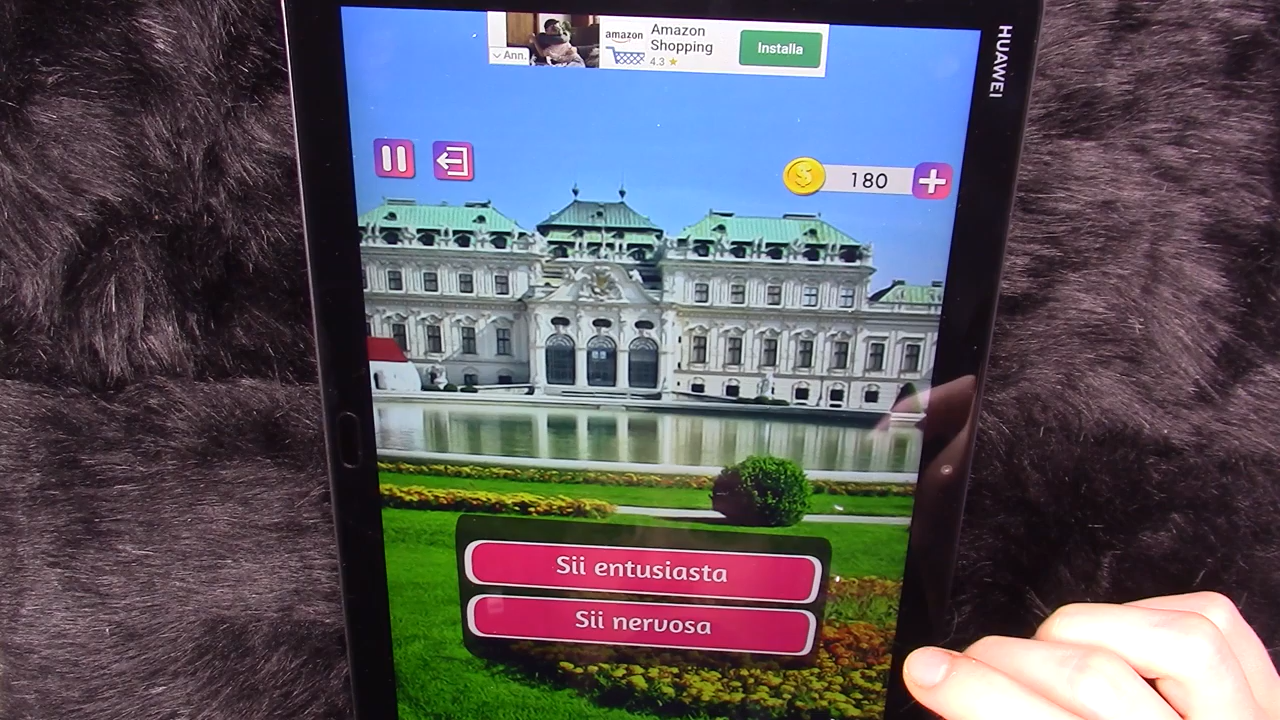 Ann.
amazon
Amazon
Shopping
4.3 ★
Installa
HUAWEI
180
Sii entusiasta
Sii nervosa